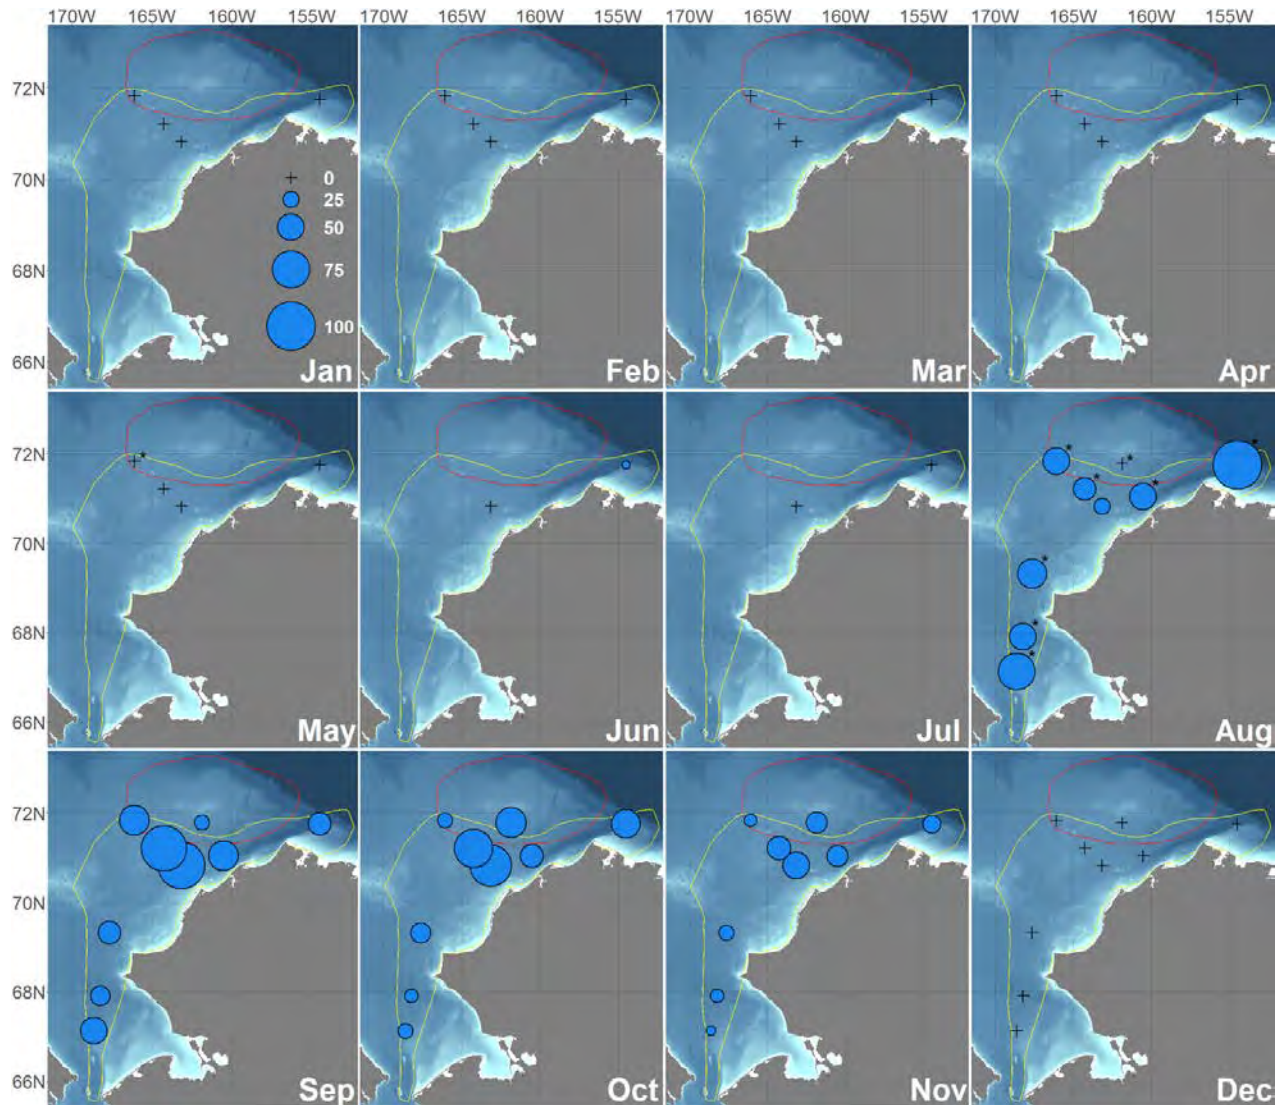 170W 165W 160W 155W 170W 165W 160W 155W 170W 165W 160W 155W 170W 165W 160W 155W
72N
70N
0
25
50
68N
75
100
66N
Jan Feb Mar Apr
72N
*
* * * *
* *
70N
*
68N
*
*
66N
May Jun Jul Aug
72N
70N
68N
66N
Sep Oct Nov Dec